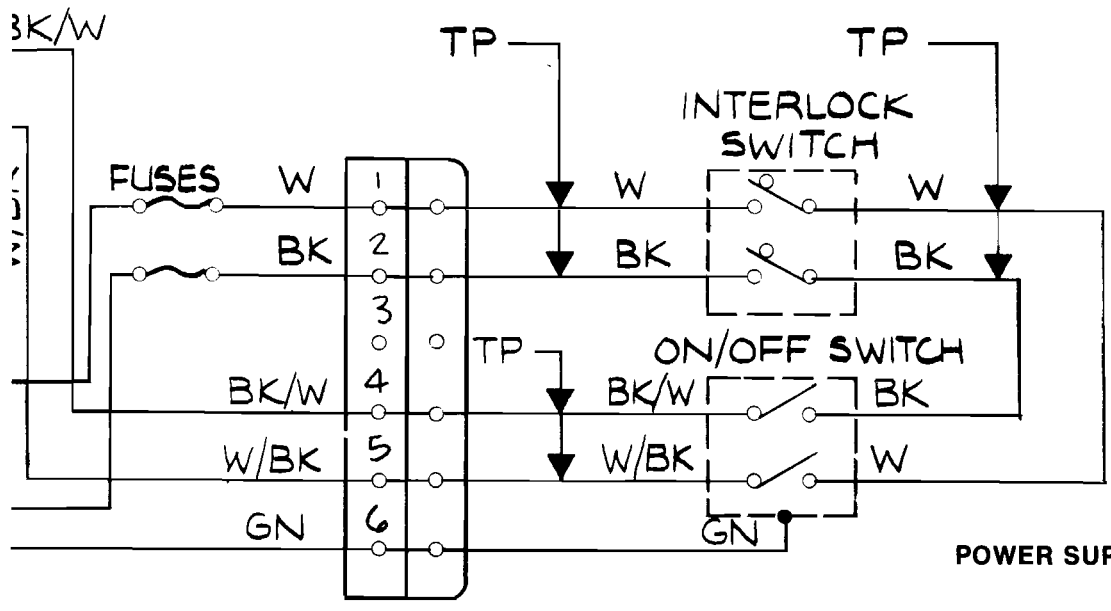 BK/W
TP TP
INTERLOCK
SWITCH
W/BK
FUSES W 1 W W
2
BK BK BK
3
TP ON/OFF SWITCH
4
BK/W BK/W BK
5
W/BK W/BK W
6
GN GN
POWER SUP